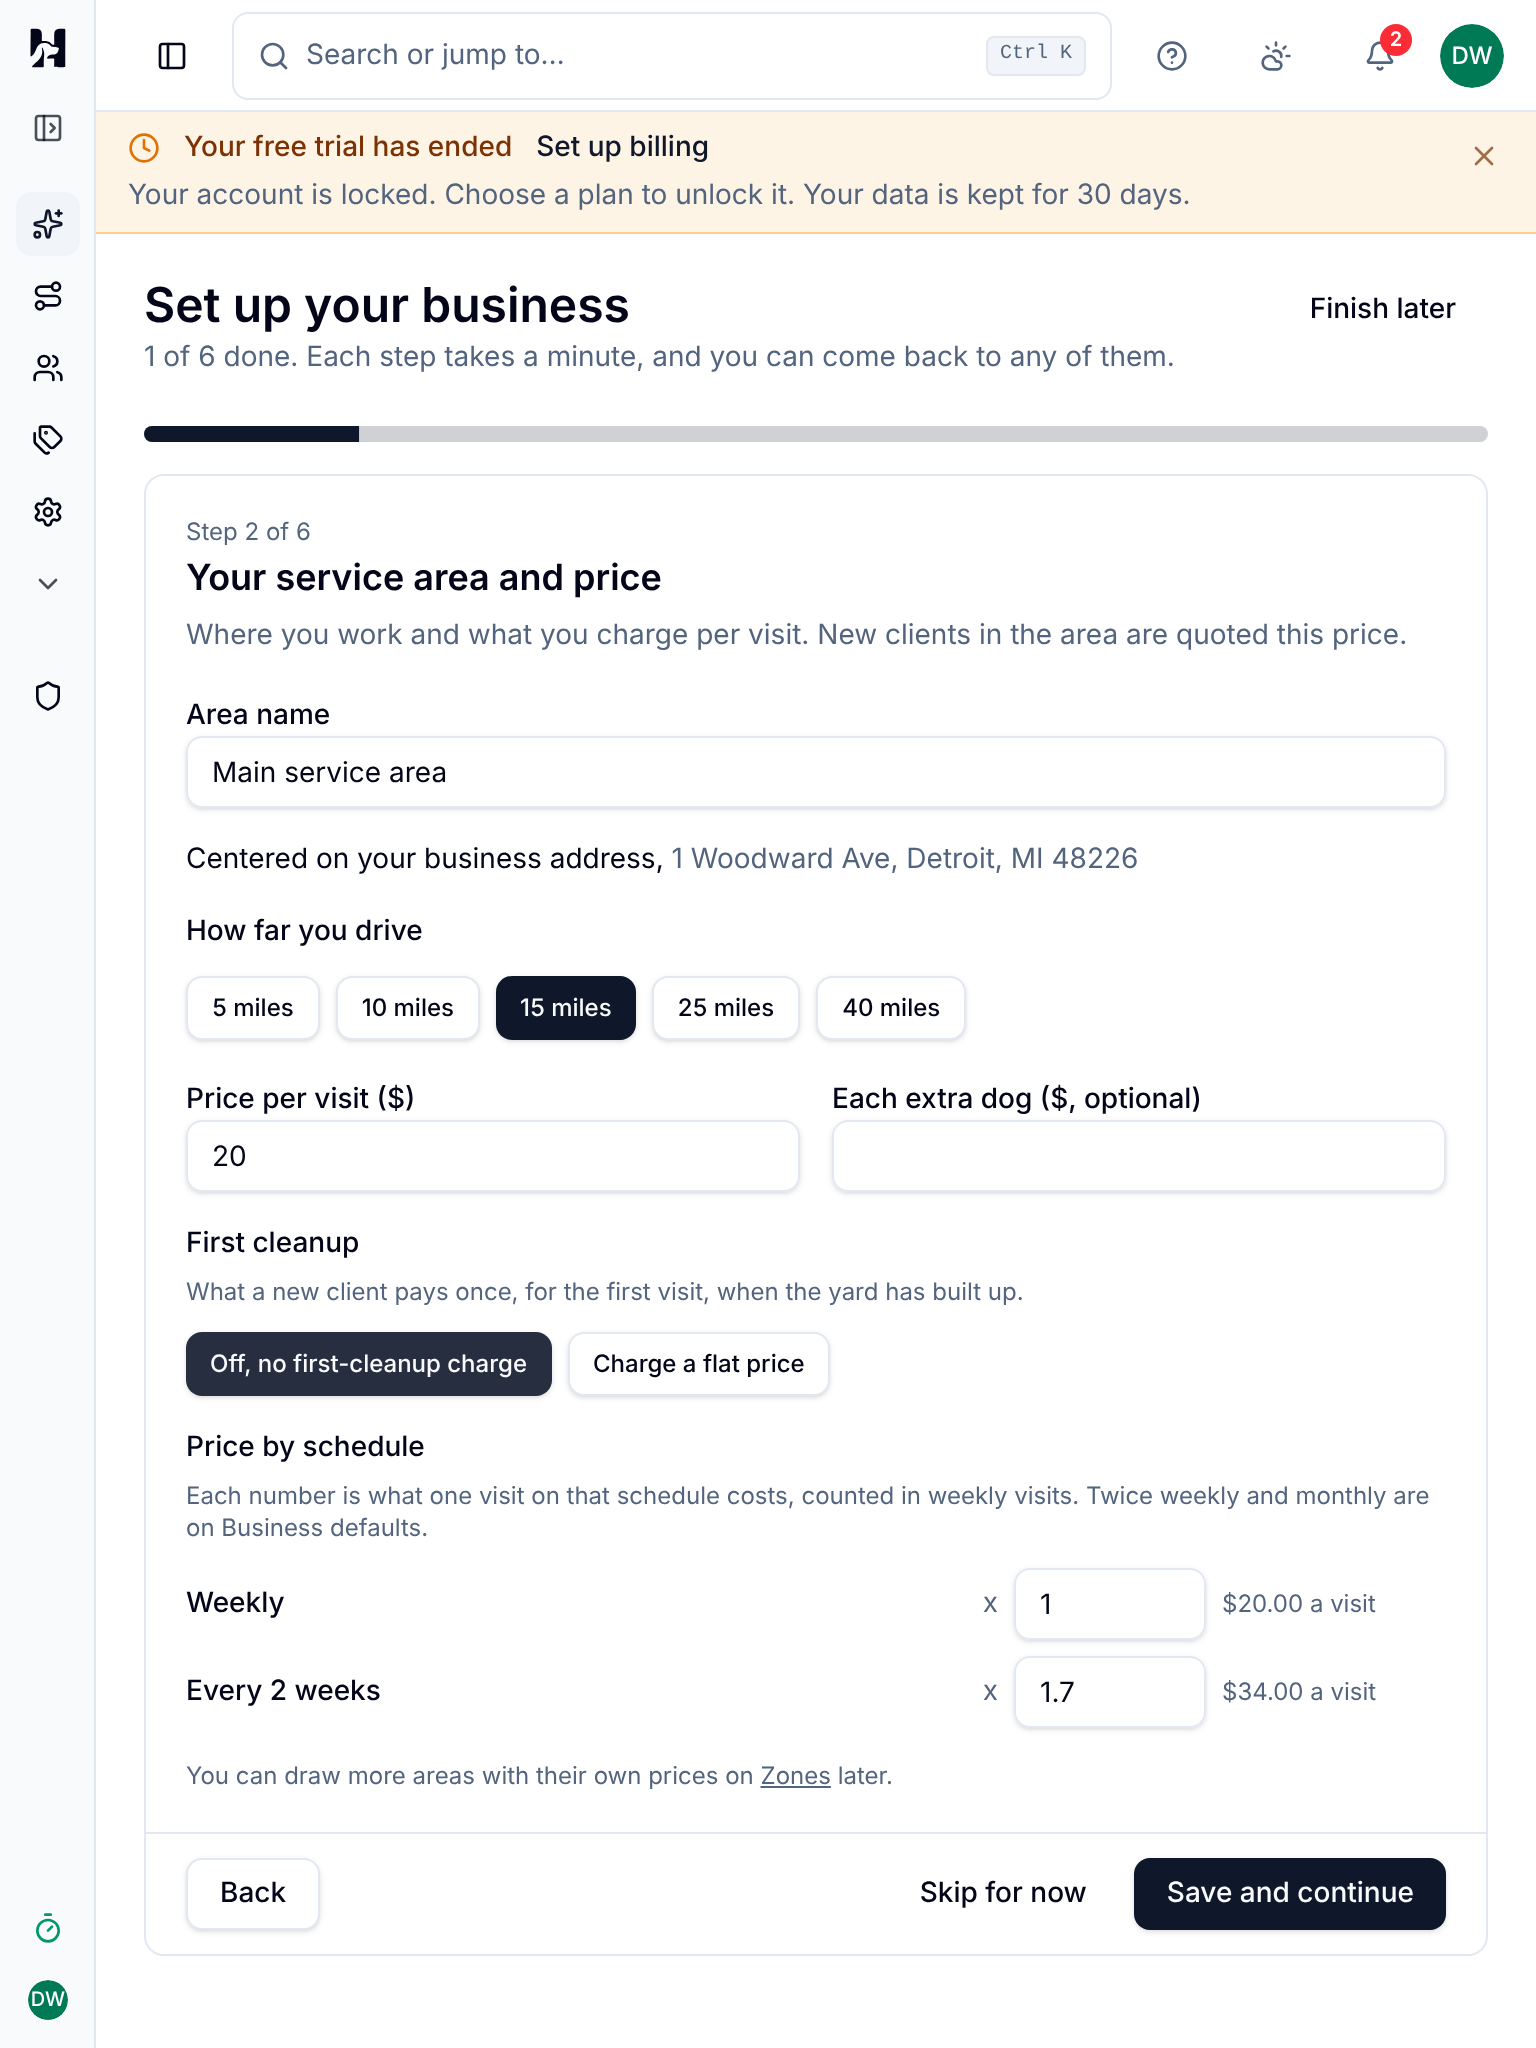 Search or jump to...
Ctrl K
2
DW
Your free trial has ended
Set up billing
Your account is locked. Choose a plan to unlock it. Your data is kept for 30 days.
Set up your business
Finish later
1 of 6 done. Each step takes a minute, and you can come back to any of them.
Step 2 of 6
Your service area and price
Where you work and what you charge per visit. New clients in the area are quoted this price.
Area name
Main service area
Centered on your business address, 1 Woodward Ave, Detroit, MI 48226
How far you drive
5 miles
10 miles
15 miles
25 miles
40 miles
Price per visit ($)
Each extra dog ($, optional)
20
First cleanup
What a new client pays once, for the first visit, when the yard has built up.
Off, no first-cleanup charge
Charge a flat price
Price by schedule
Each number is what one visit on that schedule costs, counted in weekly visits. Twice weekly and monthly are
on Business defaults.
Weekly
x
1
$20.00 a visit
Every 2 weeks
x
1.7
$34.00 a visit
You can draw more areas with their own prices on Zones later.
Back
Skip for now
Save and continue
DW